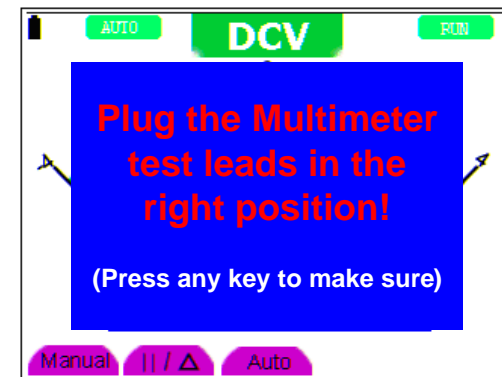 AUTO DCV RUN
Plug the Multimeter
test leads in the
right position!
(Press any key to make sure)
Manual || / Δ Auto